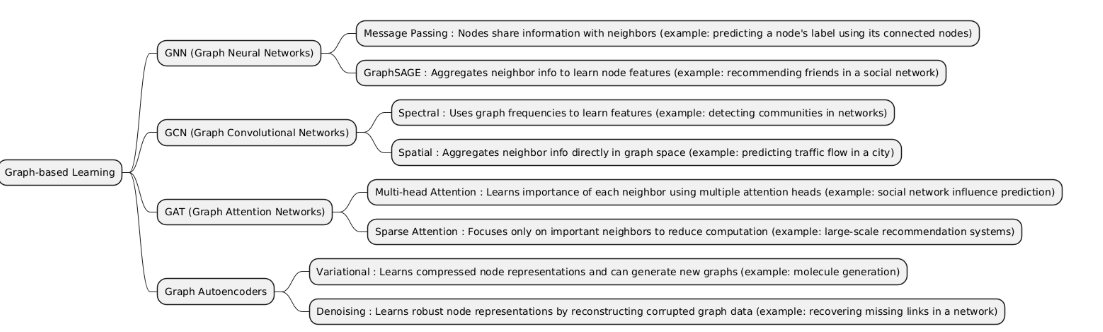 Graph-based Learning
GNN (Graph Neural Networks)
Message Passing : Nodes share information with neighbors (example: predicting a node's label using its connected nodes)
GraphSAGE : Aggregates neighbor info to learn node features (example: recommending friends in a social network)
GCN (Graph Convolutional Networks)
Spectral : Uses graph frequencies to learn features (example: detecting communities in networks)
Spatial : Aggregates neighbor info directly in graph space (example: predicting traffic flow in a city)
GAT (Graph Attention Networks)
Multi-head Attention : Learns importance of each neighbor using multiple attention heads (example: social network influence prediction)
Sparse Attention : Focuses only on important neighbors to reduce computation (example: large-scale recommendation systems)
Graph Autoencoders
Variational : Learns compressed node representations and can generate new graphs (example: molecule generation)
Denoising : Learns robust node representations by reconstructing corrupted graph data (example: recovering missing links in a network)